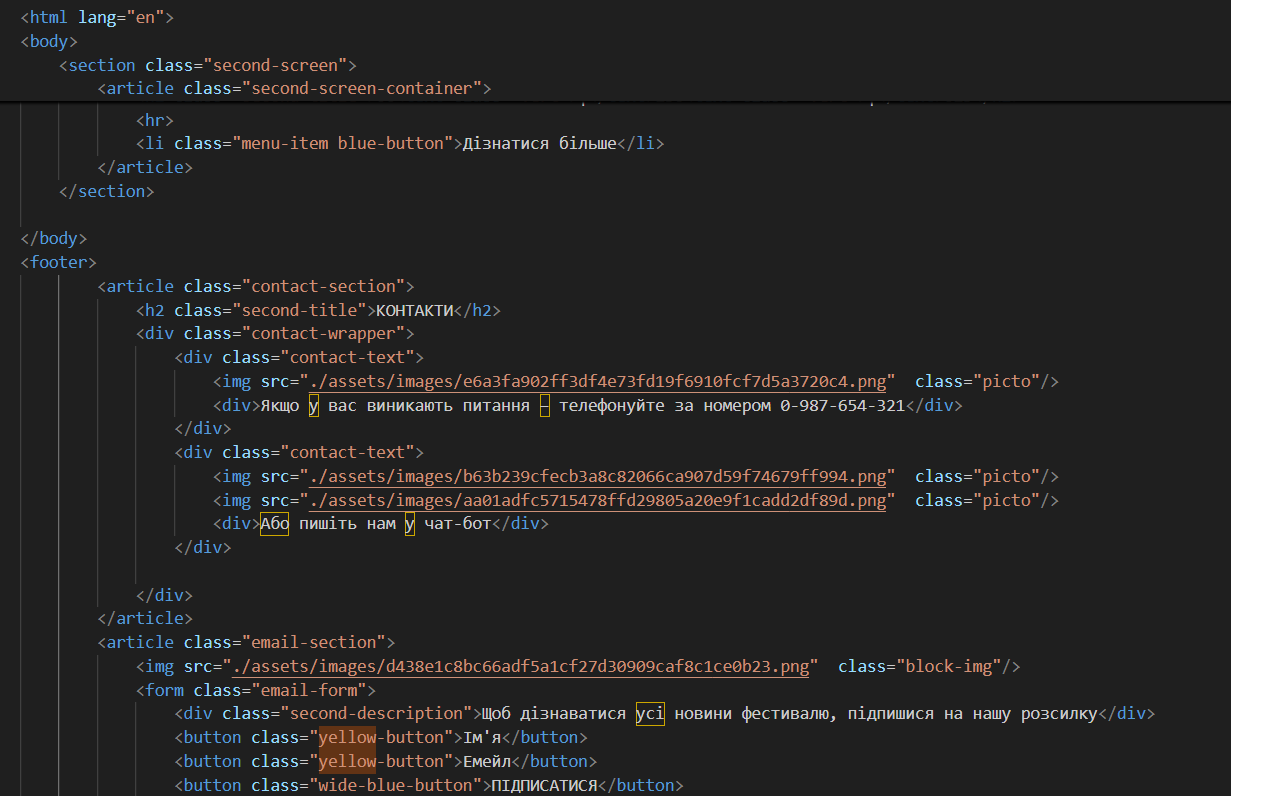 <html lang="en">
<body>
<section class="second-screen">
<article class="second-screen-container">
<hr>
<li class="menu-item blue-button">Дізнатися більше</li>
</article>
</section>
</body>
<footer>
<article class="contact-section">
<h2 class="second-title">КОНТАКТИ</h2>
<div class="contact-wrapper">
<div class="contact-text">
<img src="./assets/images/e6a3fa902ff3df4e73fd19f6910fcf7d5a3720c4.png"  class="picto"/>
<div>Якщо у вас виникають питання – телефонуйте за номером 0-987-654-321</div>
</div>
<div class="contact-text">
<img src="./assets/images/b63b239cfecb3a8c82066ca907d59f74679ff994.png"  class="picto"/>
<img src="./assets/images/aa01adfc5715478ffd29805a20e9f1cadd2df89d.png"  class="picto"/>
<div>Або пишіть нам у чат-бот</div>
</div>
</div>
</article>
<article class="email-section">
<img src="./assets/images/d438e1c8bc66adf5a1cf27d30909caf8c1ce0b23.png"  class="block-img"/>
<form class="email-form">
<div class="second-description">Щоб дізнаватися усі новини фестивалю, підпишися на нашу розсилку</div>
<button class="yellow-button">Ім'я</button>
<button class="yellow-button">Емейл</button>
<button class="wide-blue-button">ПІДПИСАТИСЯ</button>